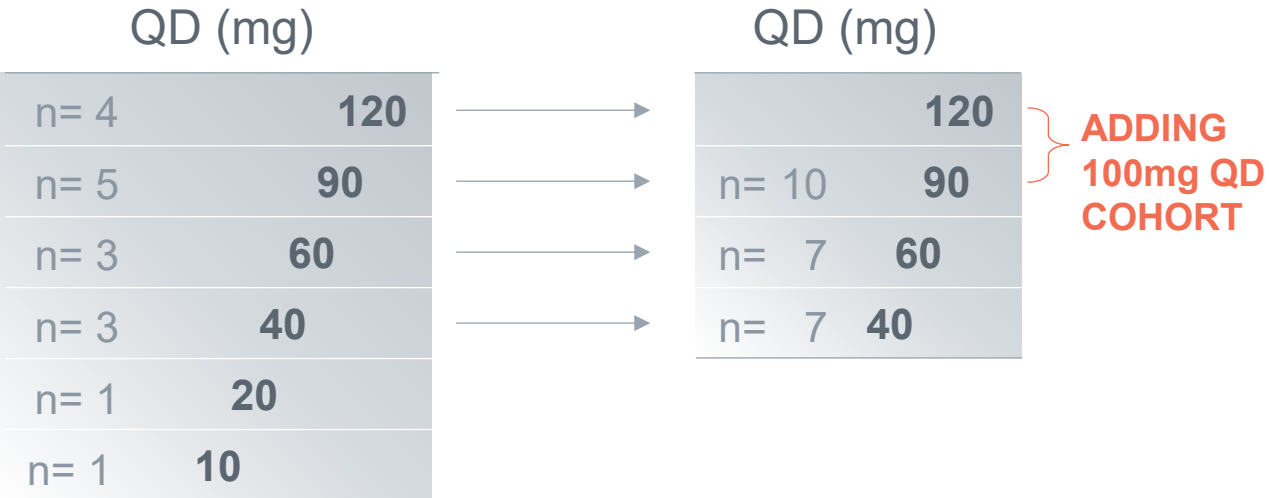 QD (mg)
n= 4 120
n= 5 90
n= 3 60
n= 3 40
n= 1 20
n= 1 10
QD (mg)
120
n= 10 90
n= 7 60
n= 7 40
ADDING
100mg QD
COHORT